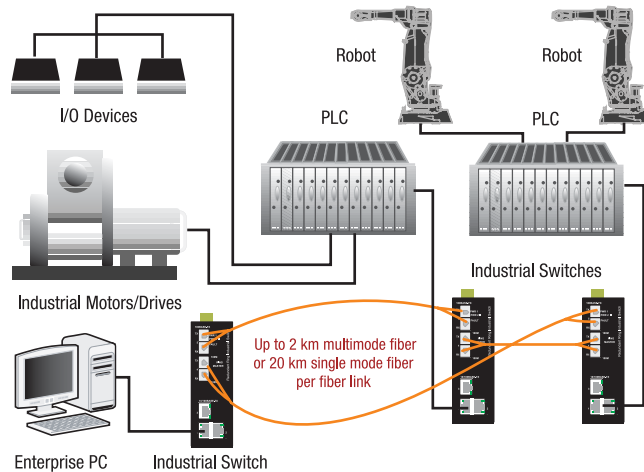 Robot
Robot
I/O Devices
PLC
PLC
Industrial Motors/Drives
Industrial Switches
Up to 2 km multimode fiber
or 20 km single mode fiber
per fiber link
Enterprise PC
Industrial Switch